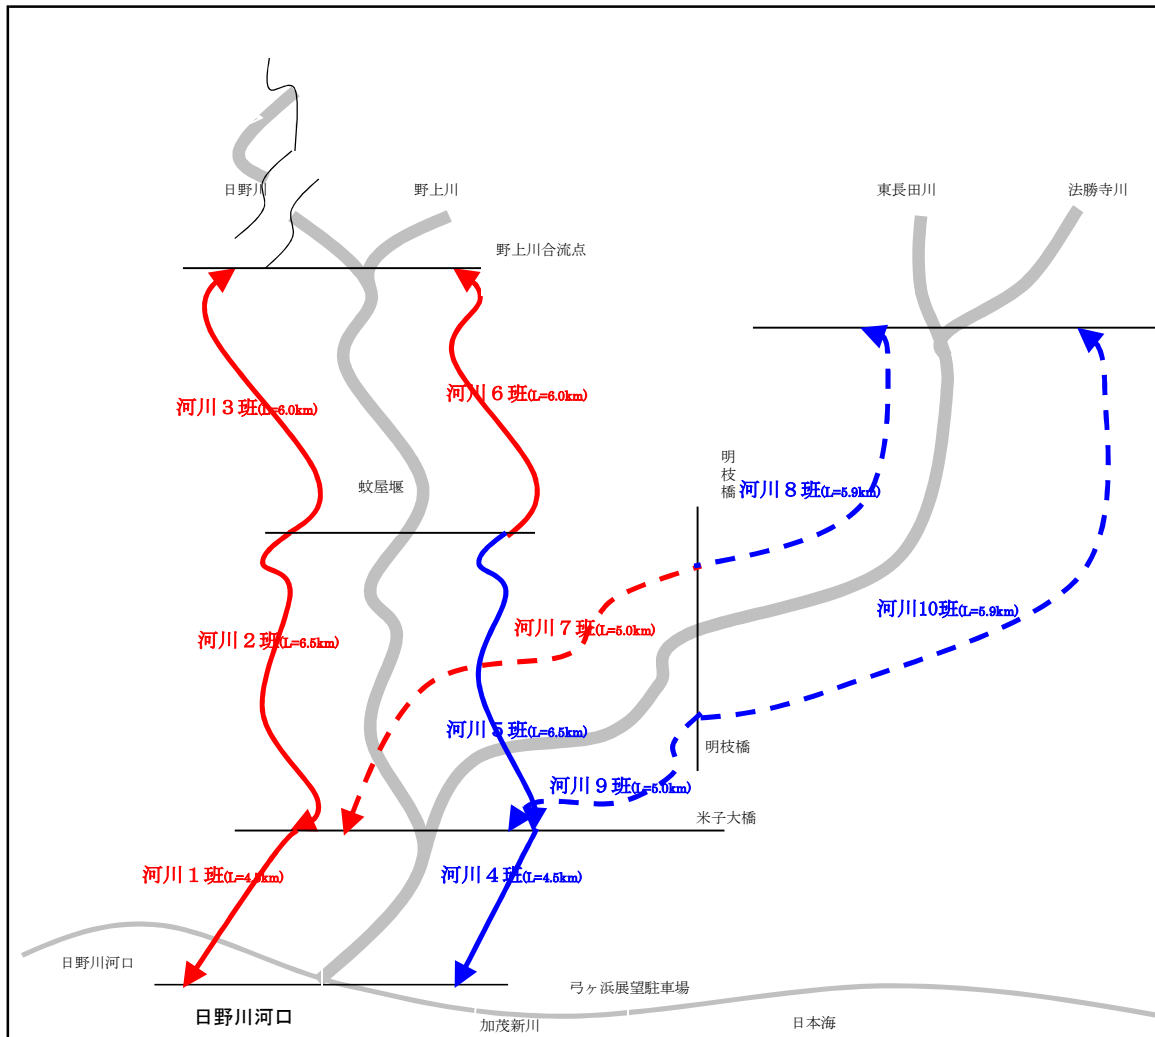 日野川
野上川
東長田川
法勝寺川
野上川合流点
河川３班(L=6.0km)
河川６班(L=6.0km)
明枝橋
蚊屋堰
河川８班(L=5.9km)
河川10班(L=5.9km)
河川２班(L=6.5km)
河川７班(L=5.0km)
河川５班(L=6.5km)
明枝橋
河川９班(L=5.0km)
米子大橋
河川１班(L=4.5km)
河川４班(L=4.5km)
日野川河口
弓ヶ浜展望駐車場
日野川河口
加茂新川
日本海